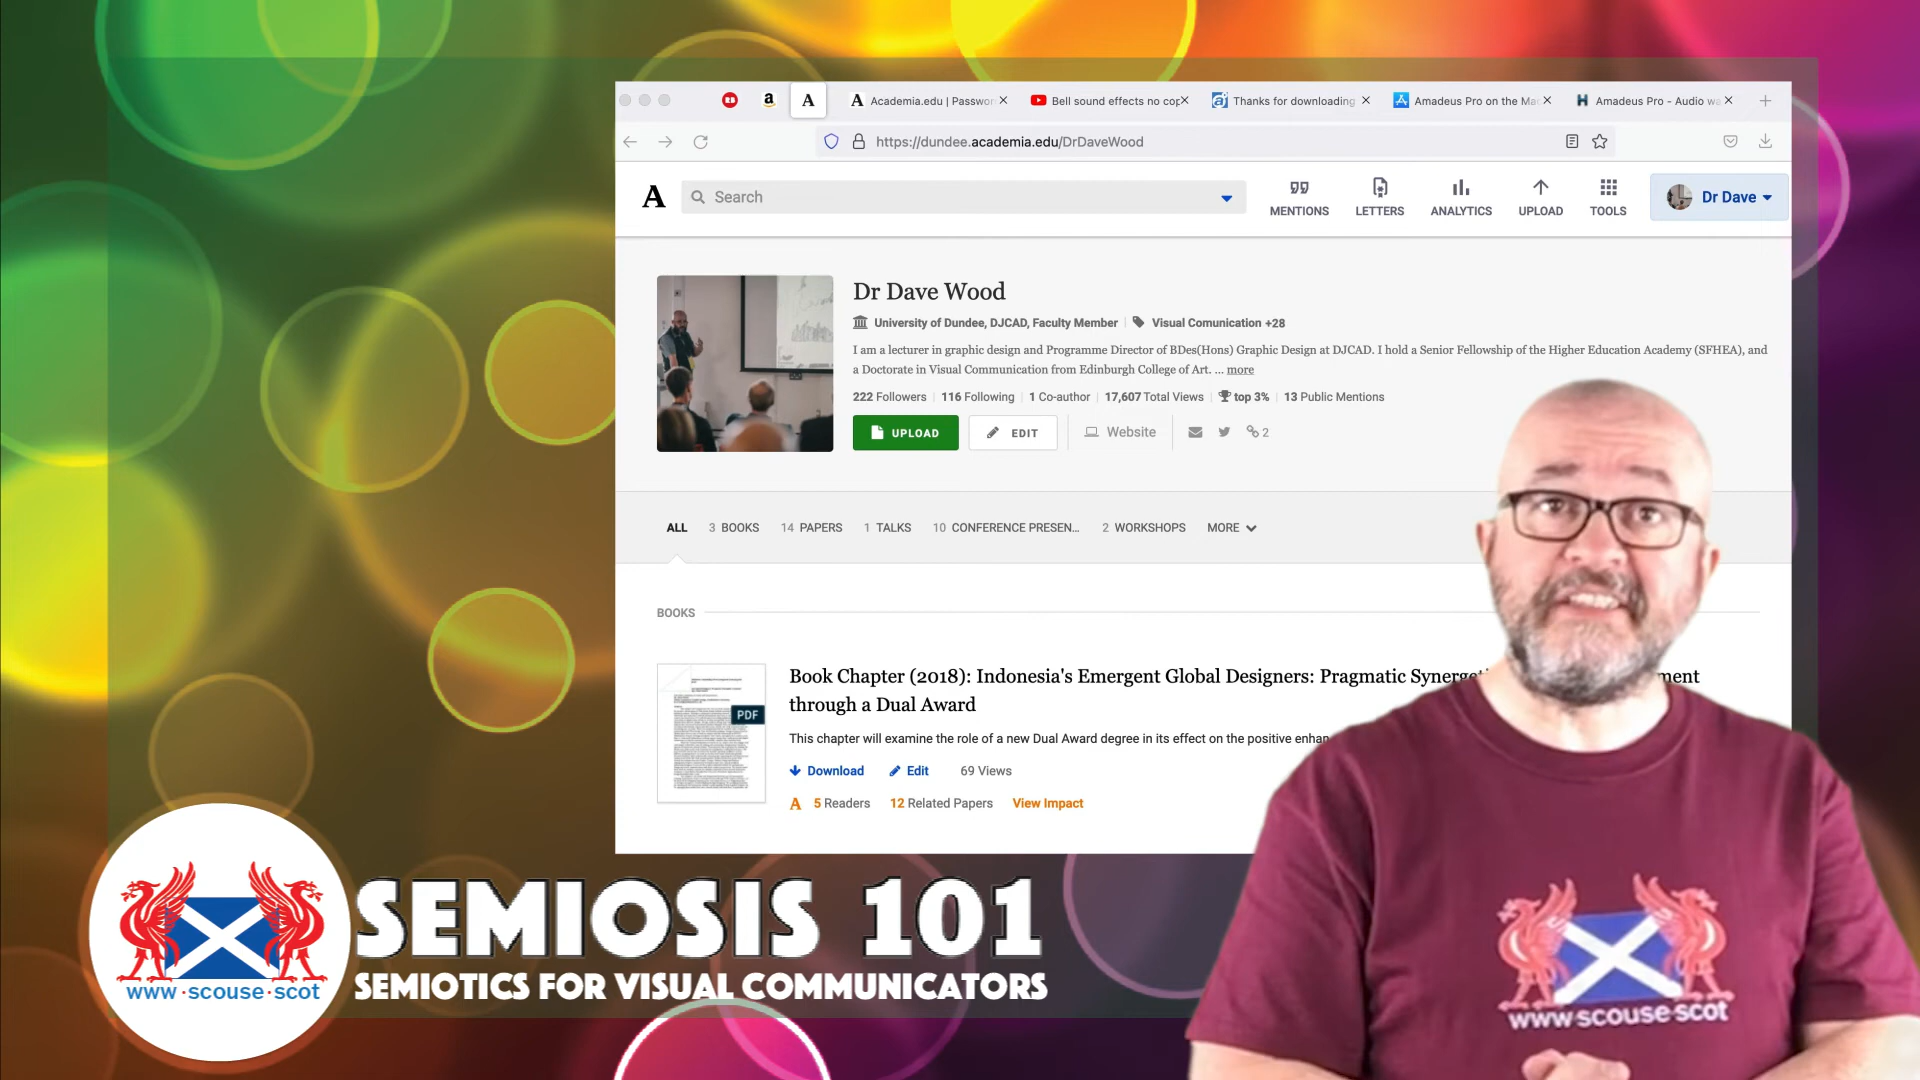 Academia.edu | Passwor
Bell sound effects no cop
Thanks for downloading
Amadeus Pro on the Ma
Amadeus Pro - Audio wa
https://dundee.academia.edu/DrDaveWood
A
Search
MENTIONS
LETTERS
ANALYTICS
UPLOAD
TOOLS
Dr Dave
Dr Dave Wood
University of Dundee, DJCAD, Faculty Member | Visual Comunication +28
I am a lecturer in graphic design and Programme Director of BDes(Hons) Graphic Design at DJCAD. I hold a Senior Fellowship of the Higher Education Academy (SFHEA), and
a Doctorate in Visual Communication from Edinburgh College of Art. ... more
222 Followers | 116 Following | 1 Co-author | 17,607 Total Views | top 3% | 13 Public Mentions
UPLOAD
EDIT
Website
2
ALL 3 BOOKS 14 PAPERS 1 TALKS 10 CONFERENCE PRESEN... 2 WORKSHOPS MORE
BOOKS
PDF
Book Chapter (2018): Indonesia's Emergent Global Designers: Pragmatic Synerge ment
through a Dual Award
This chapter will examine the role of a new Dual Award degree in its effect on the positive enhan
Download Edit 69 Views
A 5 Readers 12 Related Papers View Impact
SEMIOSIS 101
SEMIOTICS FOR VISUAL COMMUNICATORS
www·scouse·scot
www·scouse·scot